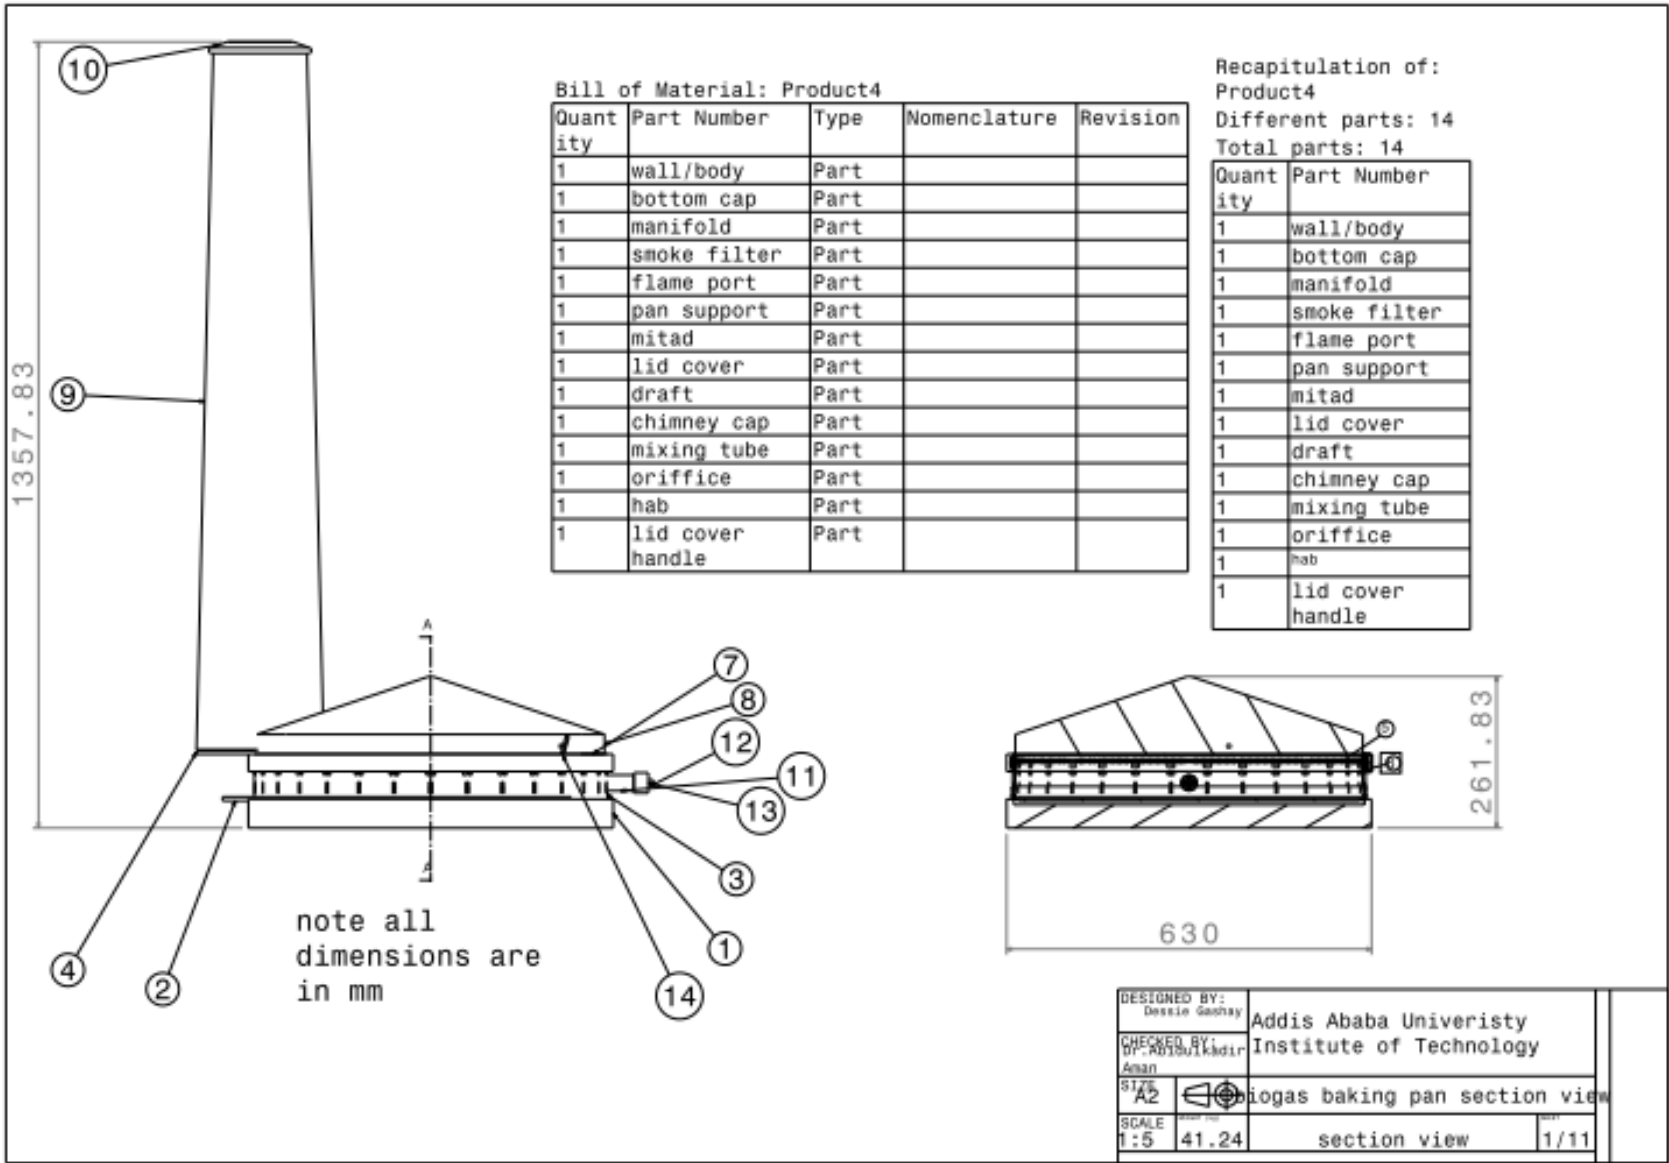 10
9
1357.83
Bill of Material: Product4
Quantity Part Number Type Nomenclature Revision
1 wall/body Part
1 bottom cap Part
1 manifold Part
1 smoke filter Part
1 flame port Part
1 pan support Part
1 mitad Part
1 lid cover Part
1 draft Part
1 chimney cap Part
1 mixing tube Part
1 oriffice Part
1 hab Part
1 lid cover handle Part
Recapitulation of:
Product4
Different parts: 14
Total parts: 14
Quantity Part Number
1 wall/body
1 bottom cap
1 manifold
1 smoke filter
1 flame port
1 pan support
1 mitad
1 lid cover
1 draft
1 chimney cap
1 mixing tube
1 oriffice
1 hab
1 lid cover handle
A
7
8
12
11
13
3
1
14
A
4
2
note all
dimensions are
in mm
5
261.83
630
DESIGNED BY:
Dessie Gashay
CHECKED BY:
Dr.Abidulkadir
Aman
Addis Ababa Univeristy
Institute of Technology
SIZE
A2
biogas baking pan section view
SCALE
1:5
41.24
section view
1/11